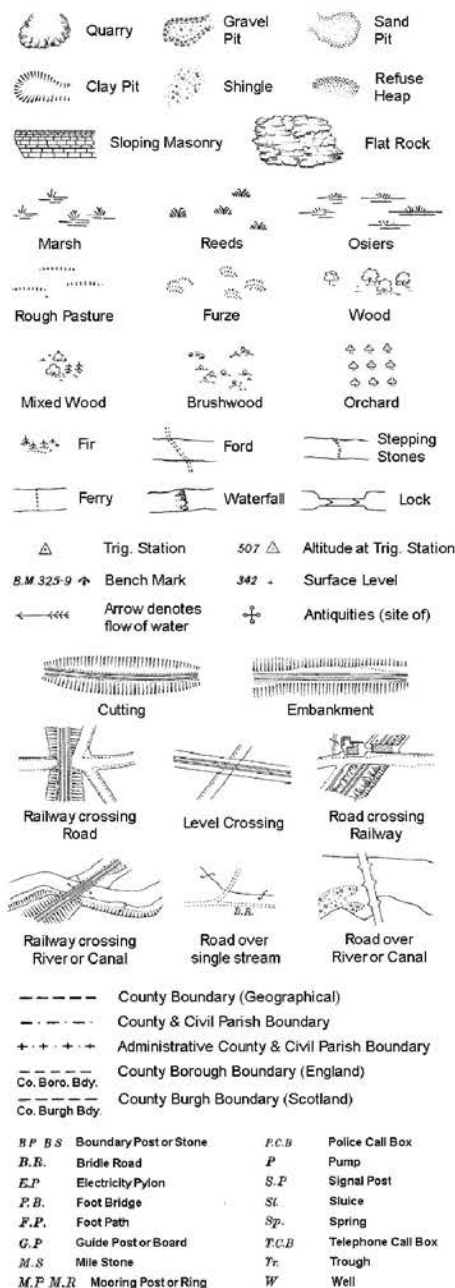 Quarry
Gravel
Pit
Sand
Pit
Clay Pit
Shingle
Refuse
Heap
Sloping Masonry
Flat Rock
Marsh
Reeds
Osiers
Rough Pasture
Furze
Wood
Mixed Wood
Brushwood
Orchard
Fir
Ford
Stepping
Stones
Ferry
Waterfall
Lock
Trig. Station
507
Altitude at Trig. Station
B.M. 325·9
Bench Mark
342
Surface Level
Arrow denotes
flow of water
Antiquities (site of)
Cutting
Embankment
Railway crossing
Road
Level Crossing
Road crossing
Railway
Railway crossing
River or Canal
B.R.
Road over
single stream
Road over
River or Canal
County Boundary (Geographical)
County & Civil Parish Boundary
Administrative County & Civil Parish Boundary
Co. Boro. Bdy.
County Borough Boundary (England)
Co. Burgh Bdy.
County Burgh Boundary (Scotland)
B P B S Boundary Post or Stone
P.C.B Police Call Box
B.R. Bridle Road
P Pump
E.P Electricity Pylon
S.P Signal Post
F.B. Foot Bridge
Sl. Sluice
F.P. Foot Path
Sp. Spring
G.P Guide Post or Board
T.C.B Telephone Call Box
M.S Mile Stone
Tr. Trough
M.P M.R Mooring Post or Ring
W Well